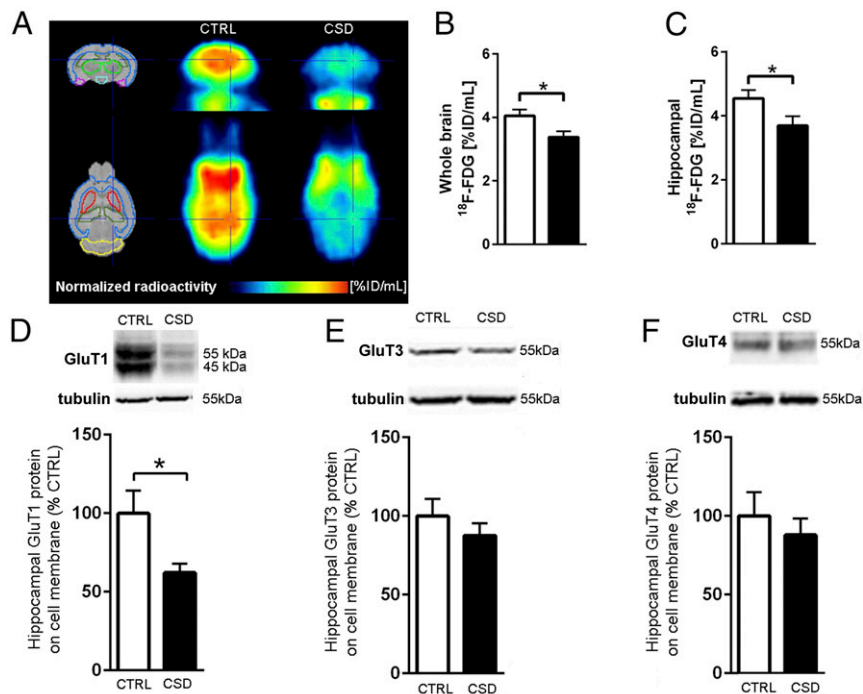 A
CTRL
CSD
Normalized radioactivity
[%ID/mL]
B
Whole brain
18F-FDG [%ID/mL]
6
4
2
0
*
C
Hippocampal
18F-FDG [%ID/mL]
6
4
2
0
*
D
CTRL CSD
GluT1
55 kDa
45 kDa
tubulin
55kDa
Hippocampal GluT1 protein
on cell membrane (% CTRL)
150
100
50
0
*
CTRL CSD
E
CTRL CSD
GluT3
55kDa
tubulin
55kDa
Hippocampal GluT3 protein
on cell membrane (% CTRL)
150
100
50
0
CTRL CSD
F
CTRL CSD
GluT4
55kDa
tubulin
55kDa
Hippocampal GluT4 protein
on cell membrane (% CTRL)
150
100
50
0
CTRL CSD